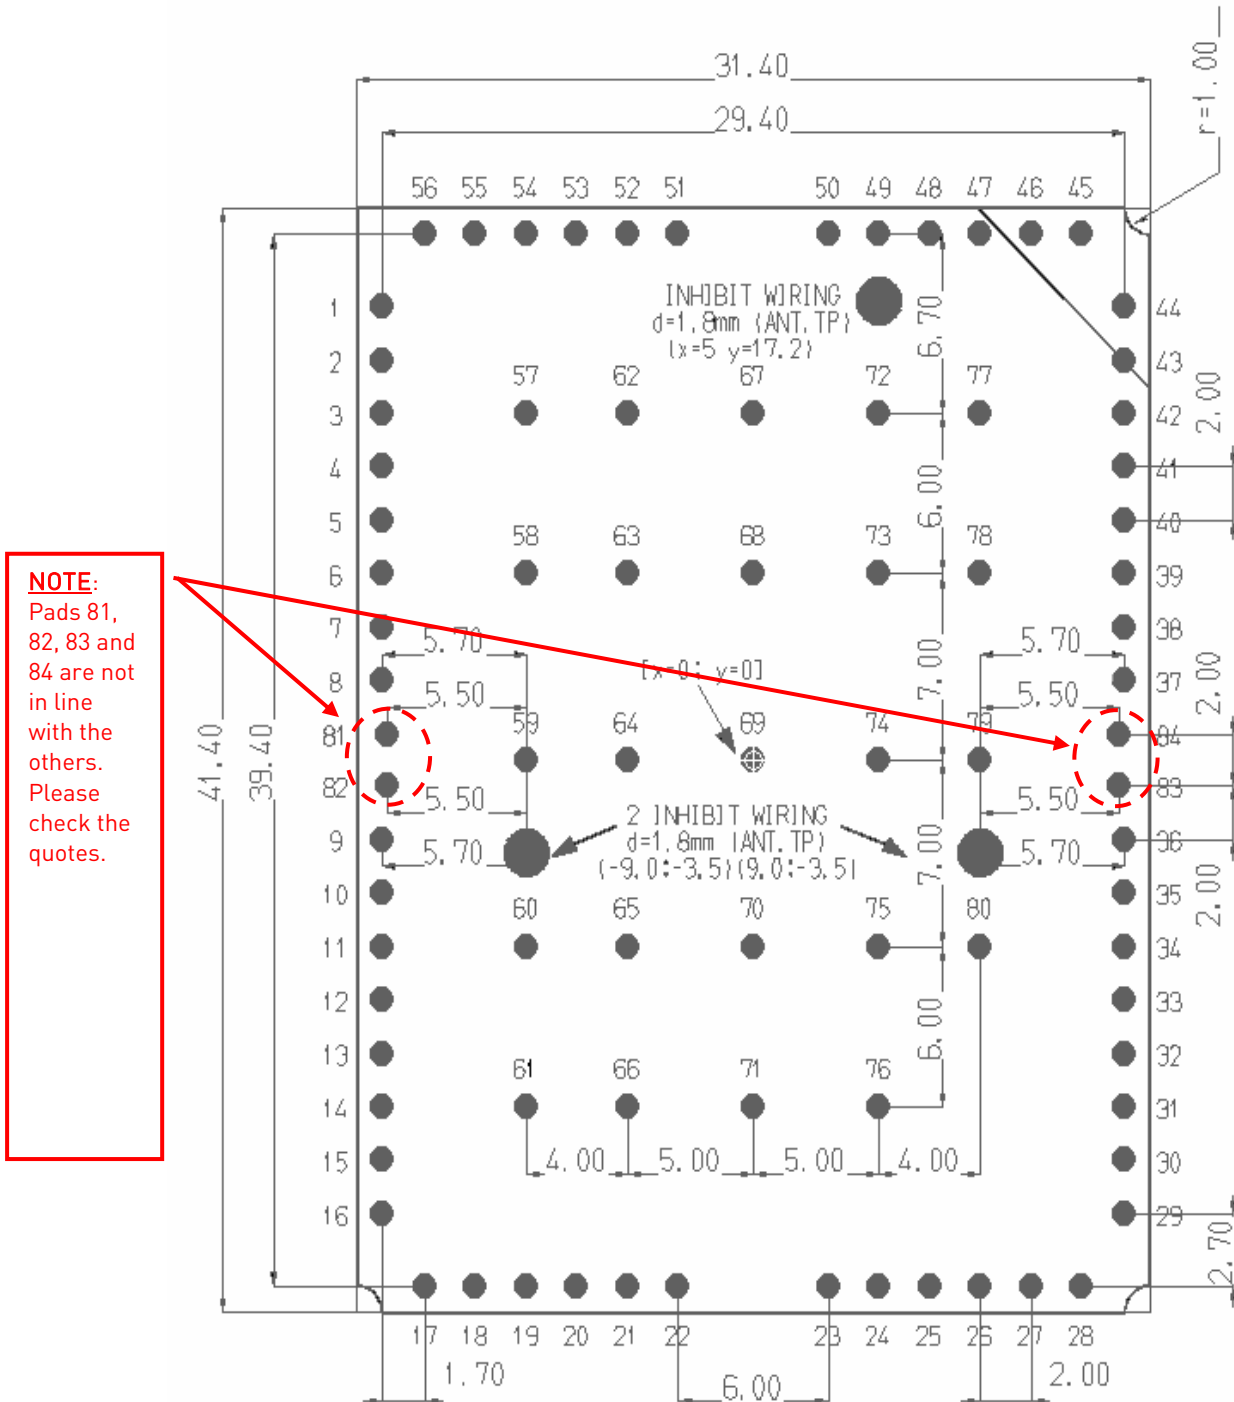 31.40
29.40
r=1.00
56 55 54 53 52 51 50 49 48 47 46 45
INHIBIT WIRING
d=1.8mm (ANT.TP)
(x=5 y=17.2)
6.70
1 44
2 43
57 62 67 72 77
3 42
2.00
4 41
6.00
5 40
58 63 68 73 78
6 39
7 38
5.70 5.70
[x=0; y=0]
7.00
8 37
2.00
5.50 5.50
81 59 64 69 74 79 84
41.40
39.40
82 83
5.50 5.50
2 INHIBIT WIRING
d=1.8mm (ANT.TP)
(-9.0;-3.5)(9.0;-3.5)
9 36
5.70 5.70
7.00
2.00
10 35
60 65 70 75 80
11 34
12 33
6.00
13 32
61 66 71 76
14 31
15 30
4.00 5.00 5.00 4.00
16 29
2.70
17 18 19 20 21 22 23 24 25 26 27 28
1.70 6.00 2.00
NOTE:
Pads 81,
82, 83 and
84 are not
in line
with the
others.
Please
check the
quotes.